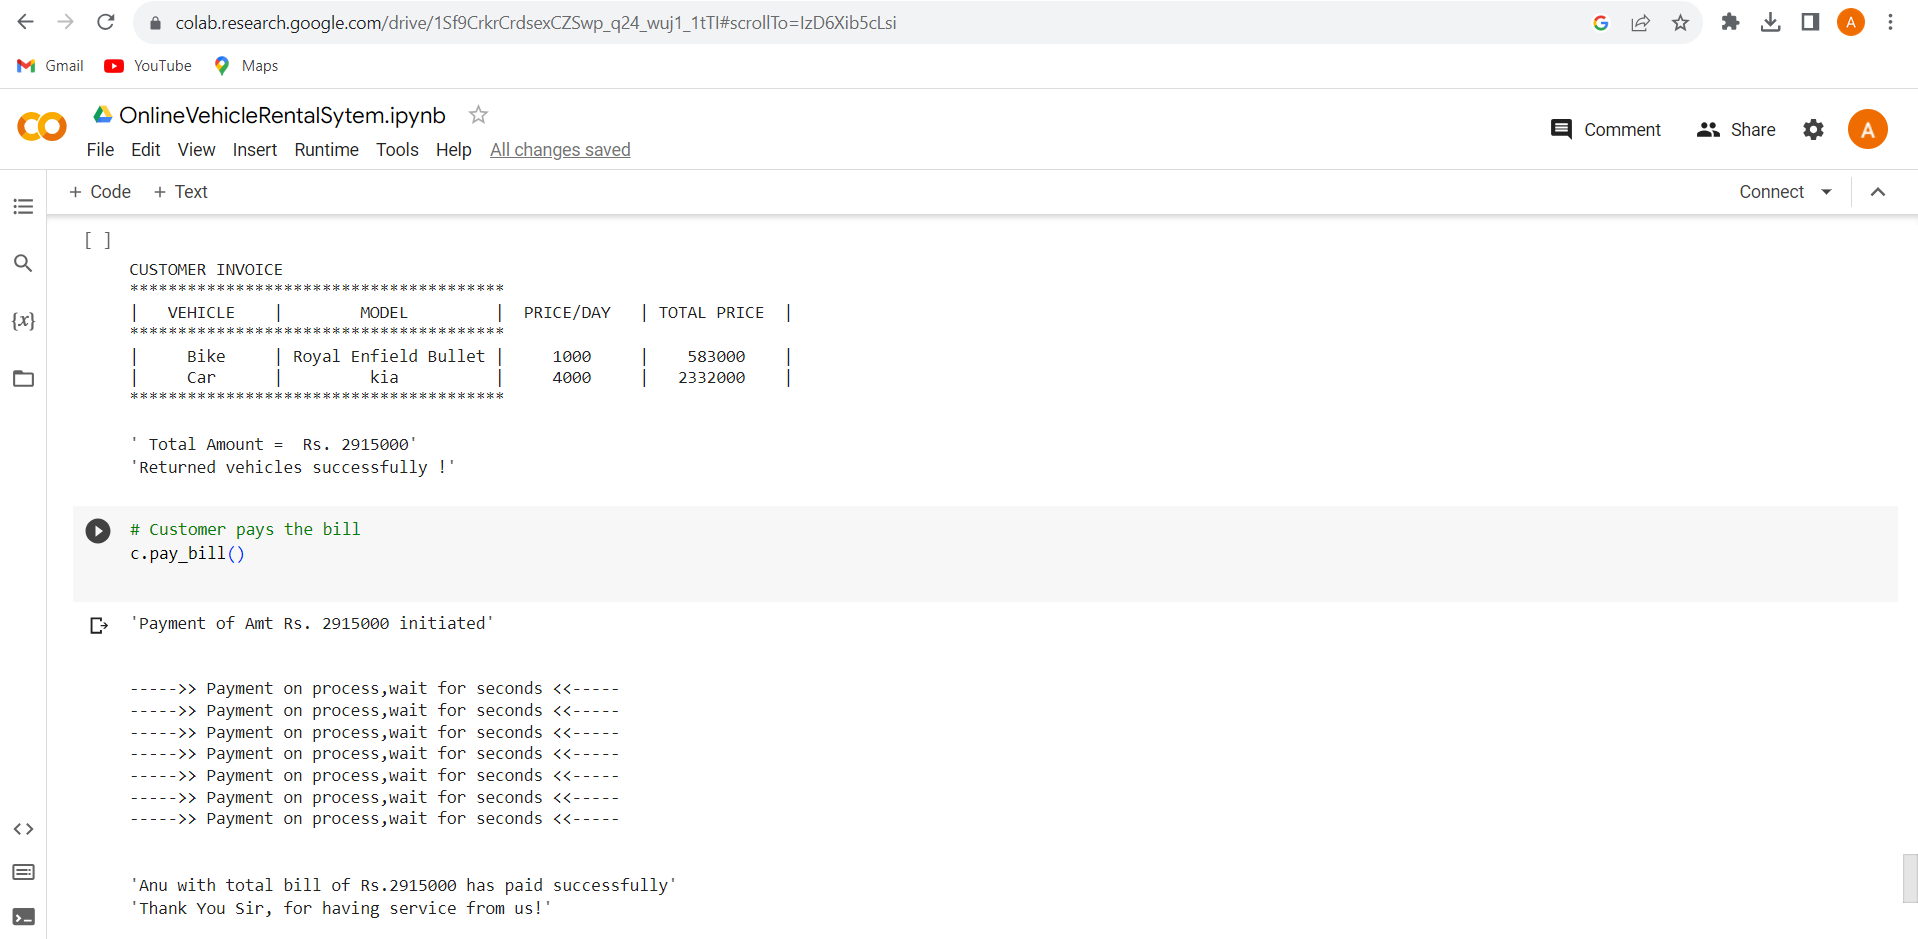 colab.research.google.com/drive/1Sf9CrkrCrdsexCZSwp_q24_wuj1_1tTI#scrollTo=IzD6Xib5cLsi
A
Gmail YouTube Maps
CO OnlineVehicleRentalSytem.ipynb
Comment Share A
File Edit View Insert Runtime Tools Help All changes saved
+ Code + Text Connect
[ ]
CUSTOMER INVOICE
***************************************
| VEHICLE | MODEL | PRICE/DAY | TOTAL PRICE |
***************************************
| Bike | Royal Enfield Bullet | 1000 | 583000 |
| Car | kia | 4000 | 2332000 |
***************************************
' Total Amount =  Rs. 2915000'
'Returned vehicles successfully !'
# Customer pays the bill
c.pay_bill()
'Payment of Amt Rs. 2915000 initiated'
----->> Payment on process,wait for seconds <<-----
----->> Payment on process,wait for seconds <<-----
----->> Payment on process,wait for seconds <<-----
----->> Payment on process,wait for seconds <<-----
----->> Payment on process,wait for seconds <<-----
----->> Payment on process,wait for seconds <<-----
----->> Payment on process,wait for seconds <<-----
'Anu with total bill of Rs.2915000 has paid successfully'
'Thank You Sir, for having service from us!'